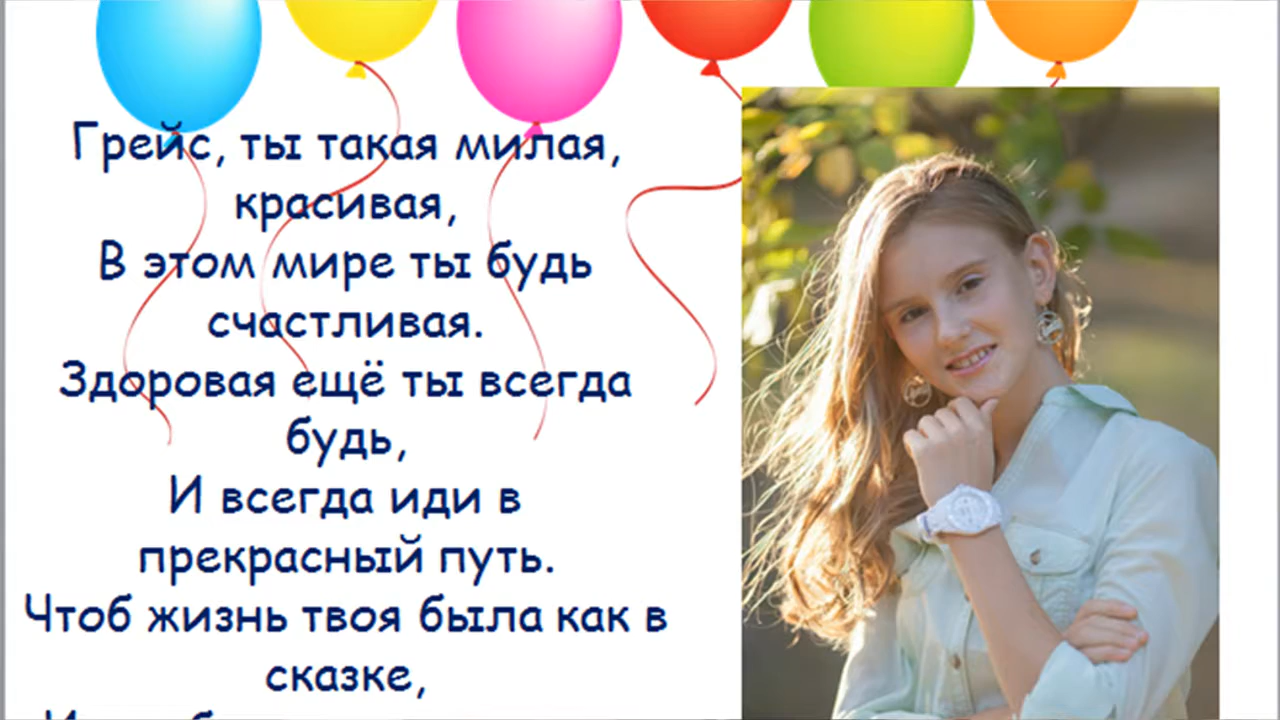 Грейс, ты такая милая,
красивая,
В этом мире ты будь
счастливая.
Здоровая ещё ты всегда
будь,
И всегда иди в
прекрасный путь.
Чтоб жизнь твоя была как в
сказке,